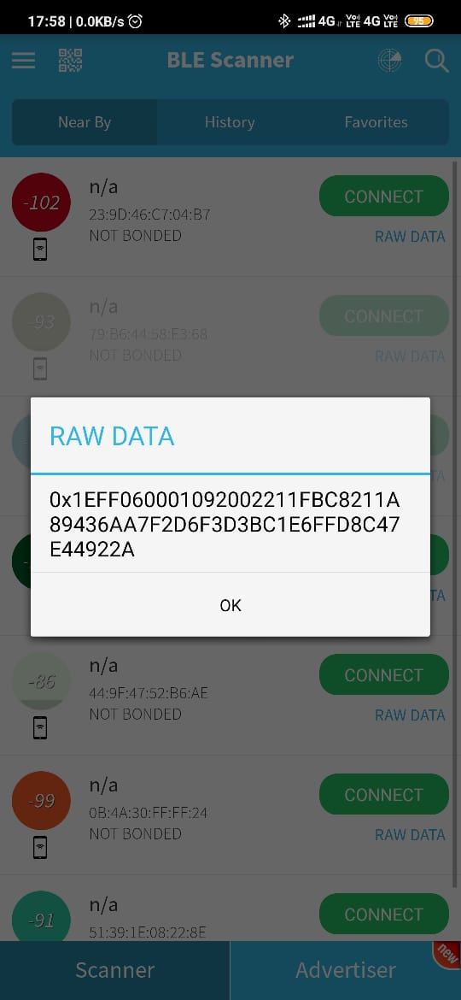 17:58 | 0.0KB/s 4G Vo) LTE 4G Vo) LTE 95
BLE Scanner
Near By History Favorites
-102 n/a CONNECT
23:9D:46:C7:04:B7
NOT BONDED RAW DATA
-93 n/a CONNECT
79:B6:44:58:E3:68
NOT BONDED RAW DATA
RAW DATA
0x1EFF060001092002211FBC8211A
89436AA7F2D6F3D3BC1E6FFD8C47
E44922A
OK
-86 n/a CONNECT
44:9F:47:52:B6:AE
NOT BONDED RAW DATA
-99 n/a CONNECT
0B:4A:30:FF:FF:24
NOT BONDED RAW DATA
-91 n/a CONNECT
51:39:1E:08:22:8E
Scanner Advertiser new